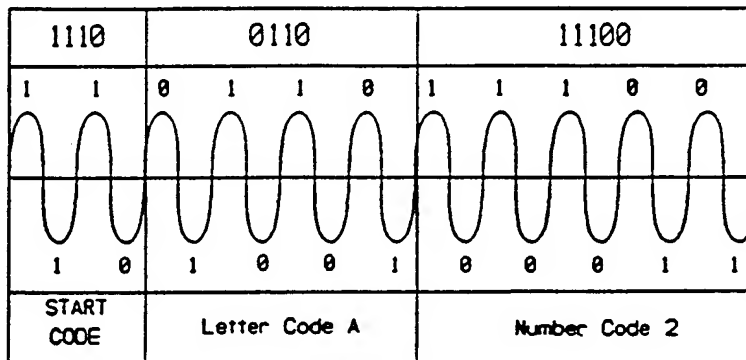 1110 0110 11100
1 1 0 1 1 0 1 1 1 0 0
1 0 1 0 0 1 0 0 0 1 1
START
CODE
Letter Code A Number Code 2